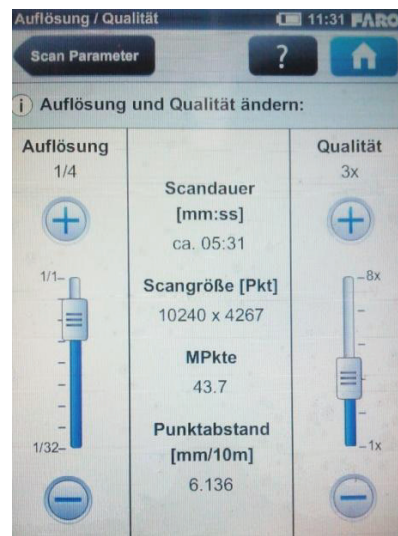 Auflösung / Qualität 11:31 FARO
Scan Parameter ?
i Auflösung und Qualität ändern:
Auflösung
1/4
Qualität
3x
Scandauer
[mm:ss]
ca. 05:31
Scangröße [Pkt]
10240 x 4267
MPkte
43.7
Punktabstand
[mm/10m]
6.136
1/1
1/32
8x
1x